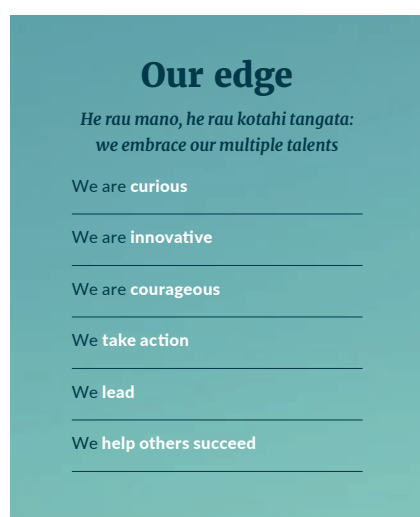 Our edge
He rau mano, he rau kotahi tangata:
we embrace our multiple talents
We are curious
We are innovative
We are courageous
We take action
We lead
We help others succeed